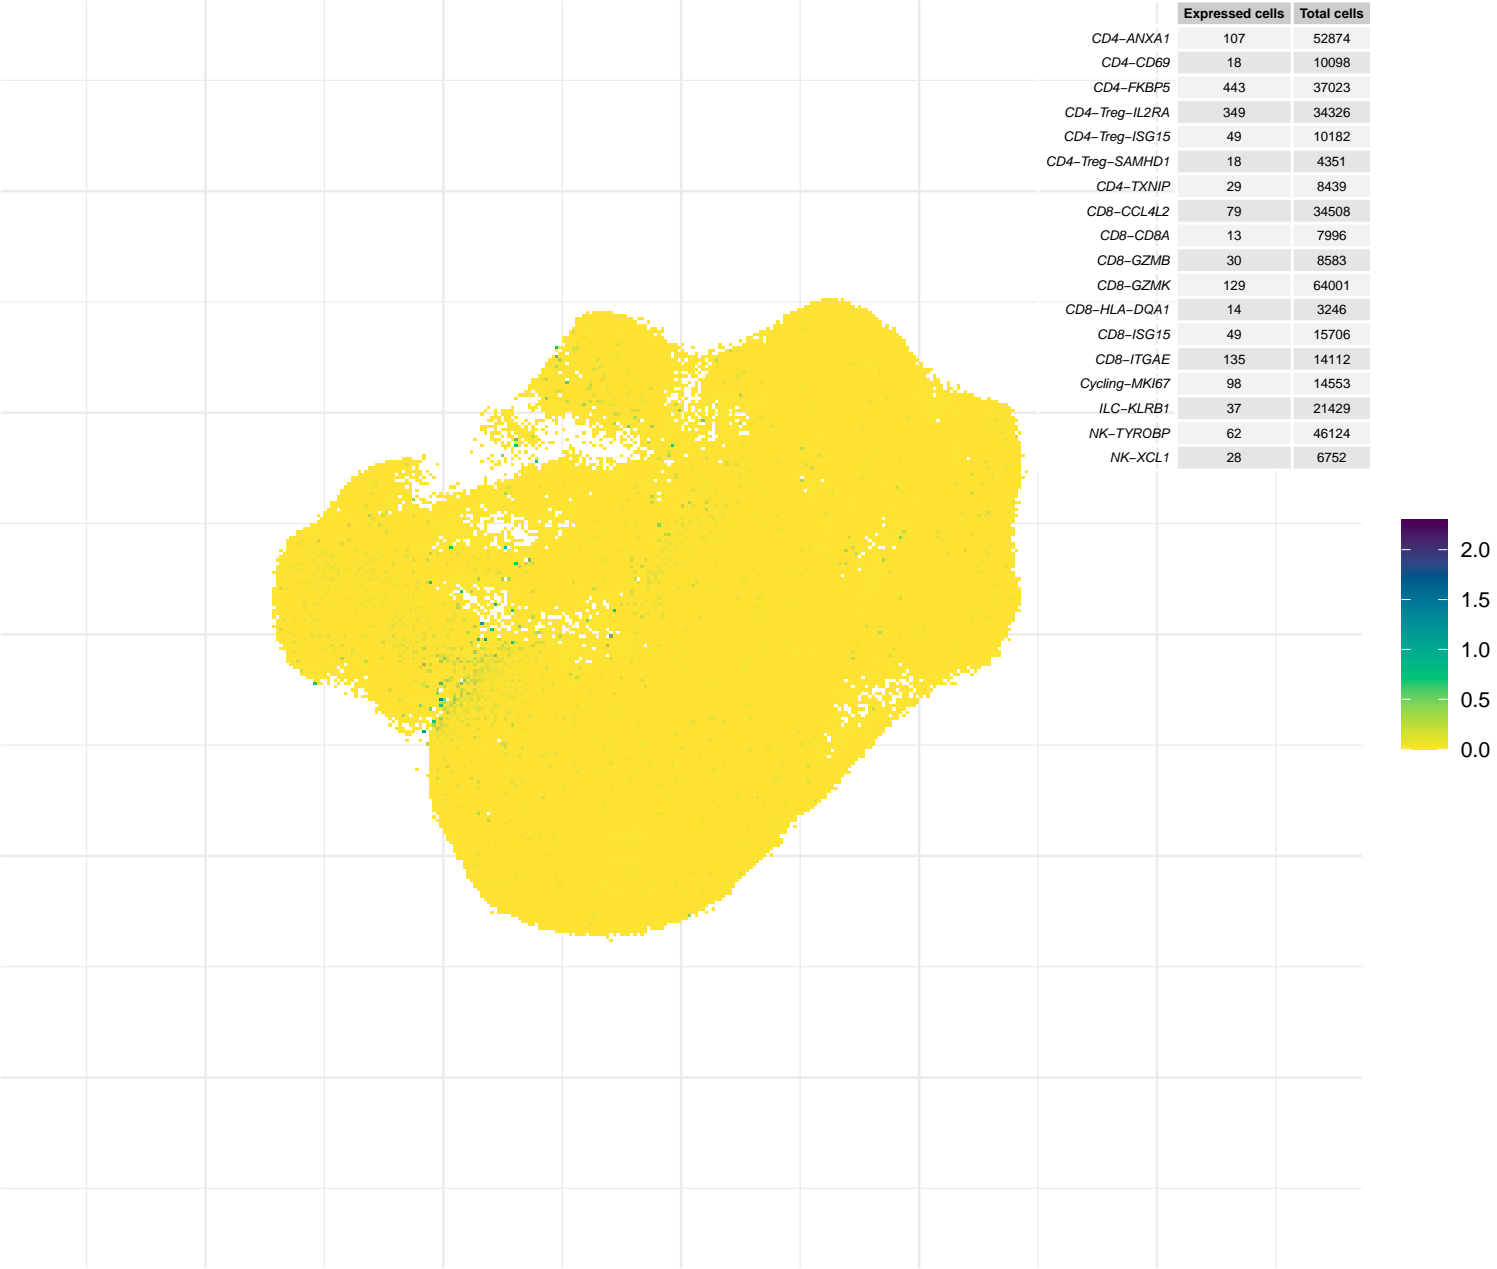 Expressed cells Total cells
CD4−ANXA1 107 52874
CD4−CD69 18 10098
CD4−FKBP5 443 37023
CD4−Treg−IL2RA 349 34326
CD4−Treg−ISG15 49 10182
CD4−Treg−SAMHD1 18 4351
CD4−TXNIP 29 8439
CD8−CCL4L2 79 34508
CD8−CD8A 13 7996
CD8−GZMB 30 8583
CD8−GZMK 129 64001
CD8−HLA−DQA1 14 3246
CD8−ISG15 49 15706
CD8−ITGAE 135 14112
Cycling−MKI67 98 14553
ILC−KLRB1 37 21429
NK−TYROBP 62 46124
NK−XCL1 28 6752
2.0
1.5
1.0
0.5
0.0